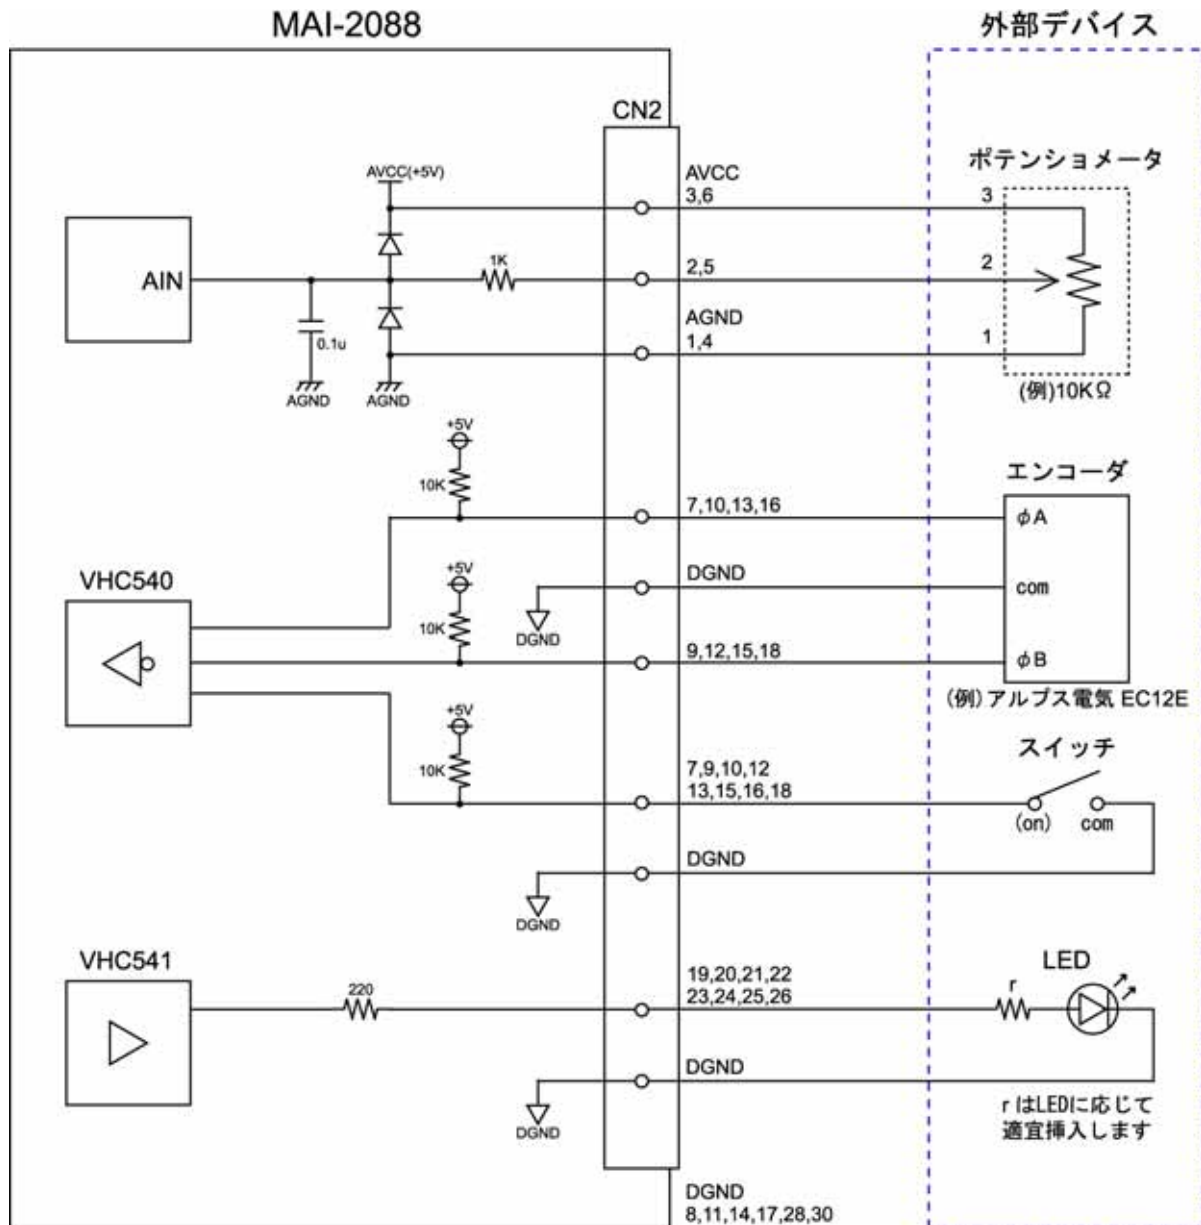 MAI-2088
外部デバイス
CN2
ポテンショメータ
AVCC(+5V)
AVCC
3,6
3
AIN
1K
2,5
2
0.1u
AGND
1,4
1
AGND
AGND
(例)10KΩ
+5V
10K
7,10,13,16
エンコーダ
φA
VHC540
+5V
10K
DGND
DGND
com
9,12,15,18
φB
(例)アルプス電気 EC12E
+5V
10K
スイッチ
7,9,10,12
13,15,16,18
(on)
com
DGND
DGND
VHC541
220
19,20,21,22
23,24,25,26
LED
r
DGND
DGND
r はLEDに応じて
適宜挿入します
DGND
8,11,14,17,28,30